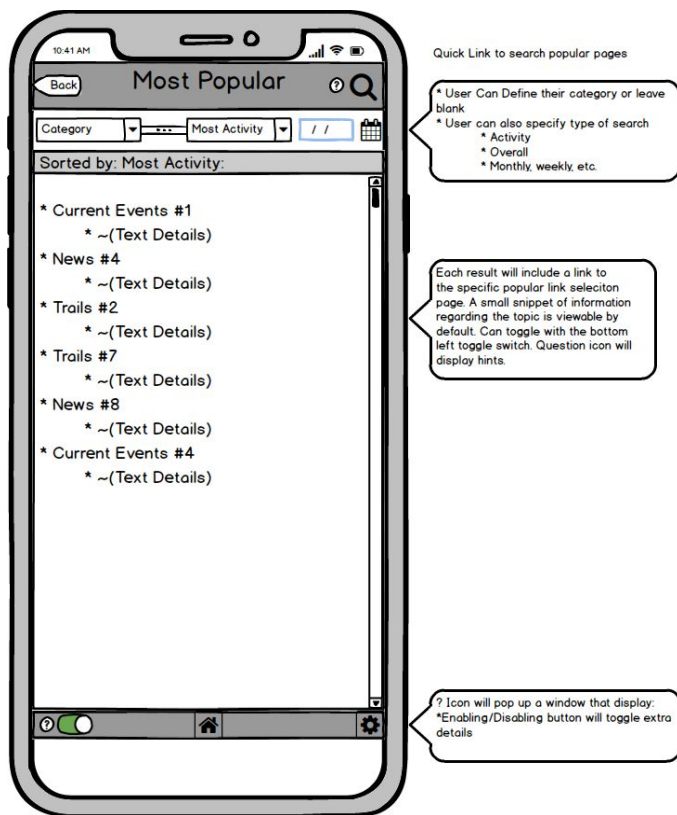 10:41 AM
Back
Most Popular
?
Category
...
Most Activity
/ /
Sorted by: Most Activity:
* Current Events #1
* ~(Text Details)
* News #4
* ~(Text Details)
* Trails #2
* ~(Text Details)
* Trails #7
* ~(Text Details)
* News #8
* ~(Text Details)
* Current Events #4
* ~(Text Details)
?
Quick Link to search popular pages
* User Can Define their category or leave
blank
* User can also specify type of search
* Activity
* Overall
* Monthly, weekly, etc.
Each result will include a link to
the specific popular link seleciton
page. A small snippet of information
regarding the topic is viewable by
default. Can toggle with the bottom
left toggle switch. Question icon will
display hints.
? Icon will pop up a window that display:
*Enabling/Disabling button will toggle extra
details